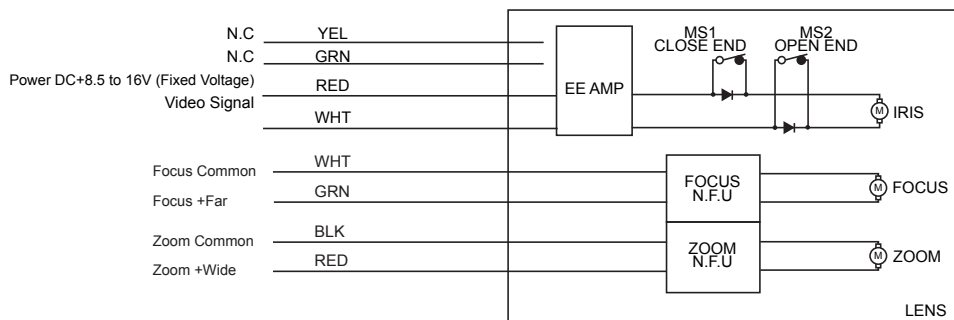 N.C YEL
N.C GRN
Power DC+8.5 to 16V (Fixed Voltage) RED
Video Signal
WHT
Focus Common WHT
Focus +Far GRN
Zoom Common BLK
Zoom +Wide RED
EE AMP
MS1
CLOSE END
MS2
OPEN END
M IRIS
FOCUS
N.F.U
M FOCUS
ZOOM
N.F.U
M ZOOM
LENS